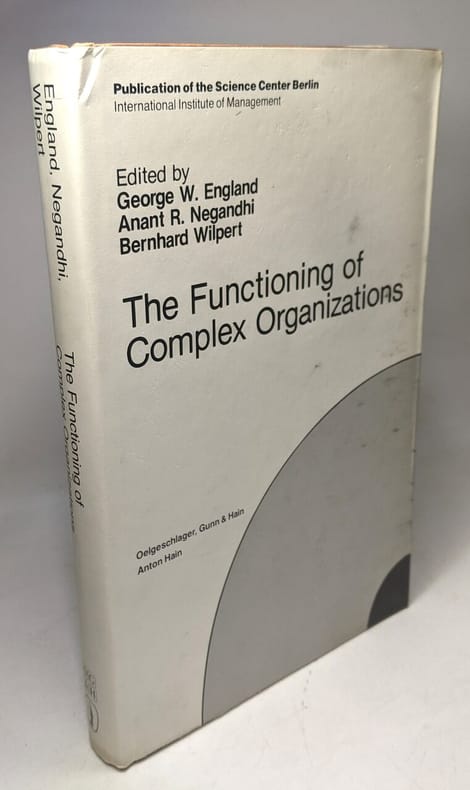 Publication of the Science Center Berlin
International Institute of Management
Edited by
George W. England
Anant R. Negandhi
Bernhard Wilpert
The Functioning of
Complex Organizations
Oelgeschlager, Gunn & Hain
Anton Hain
England, Negandhi,
Wilpert
The Functioning of
Complex Organizations